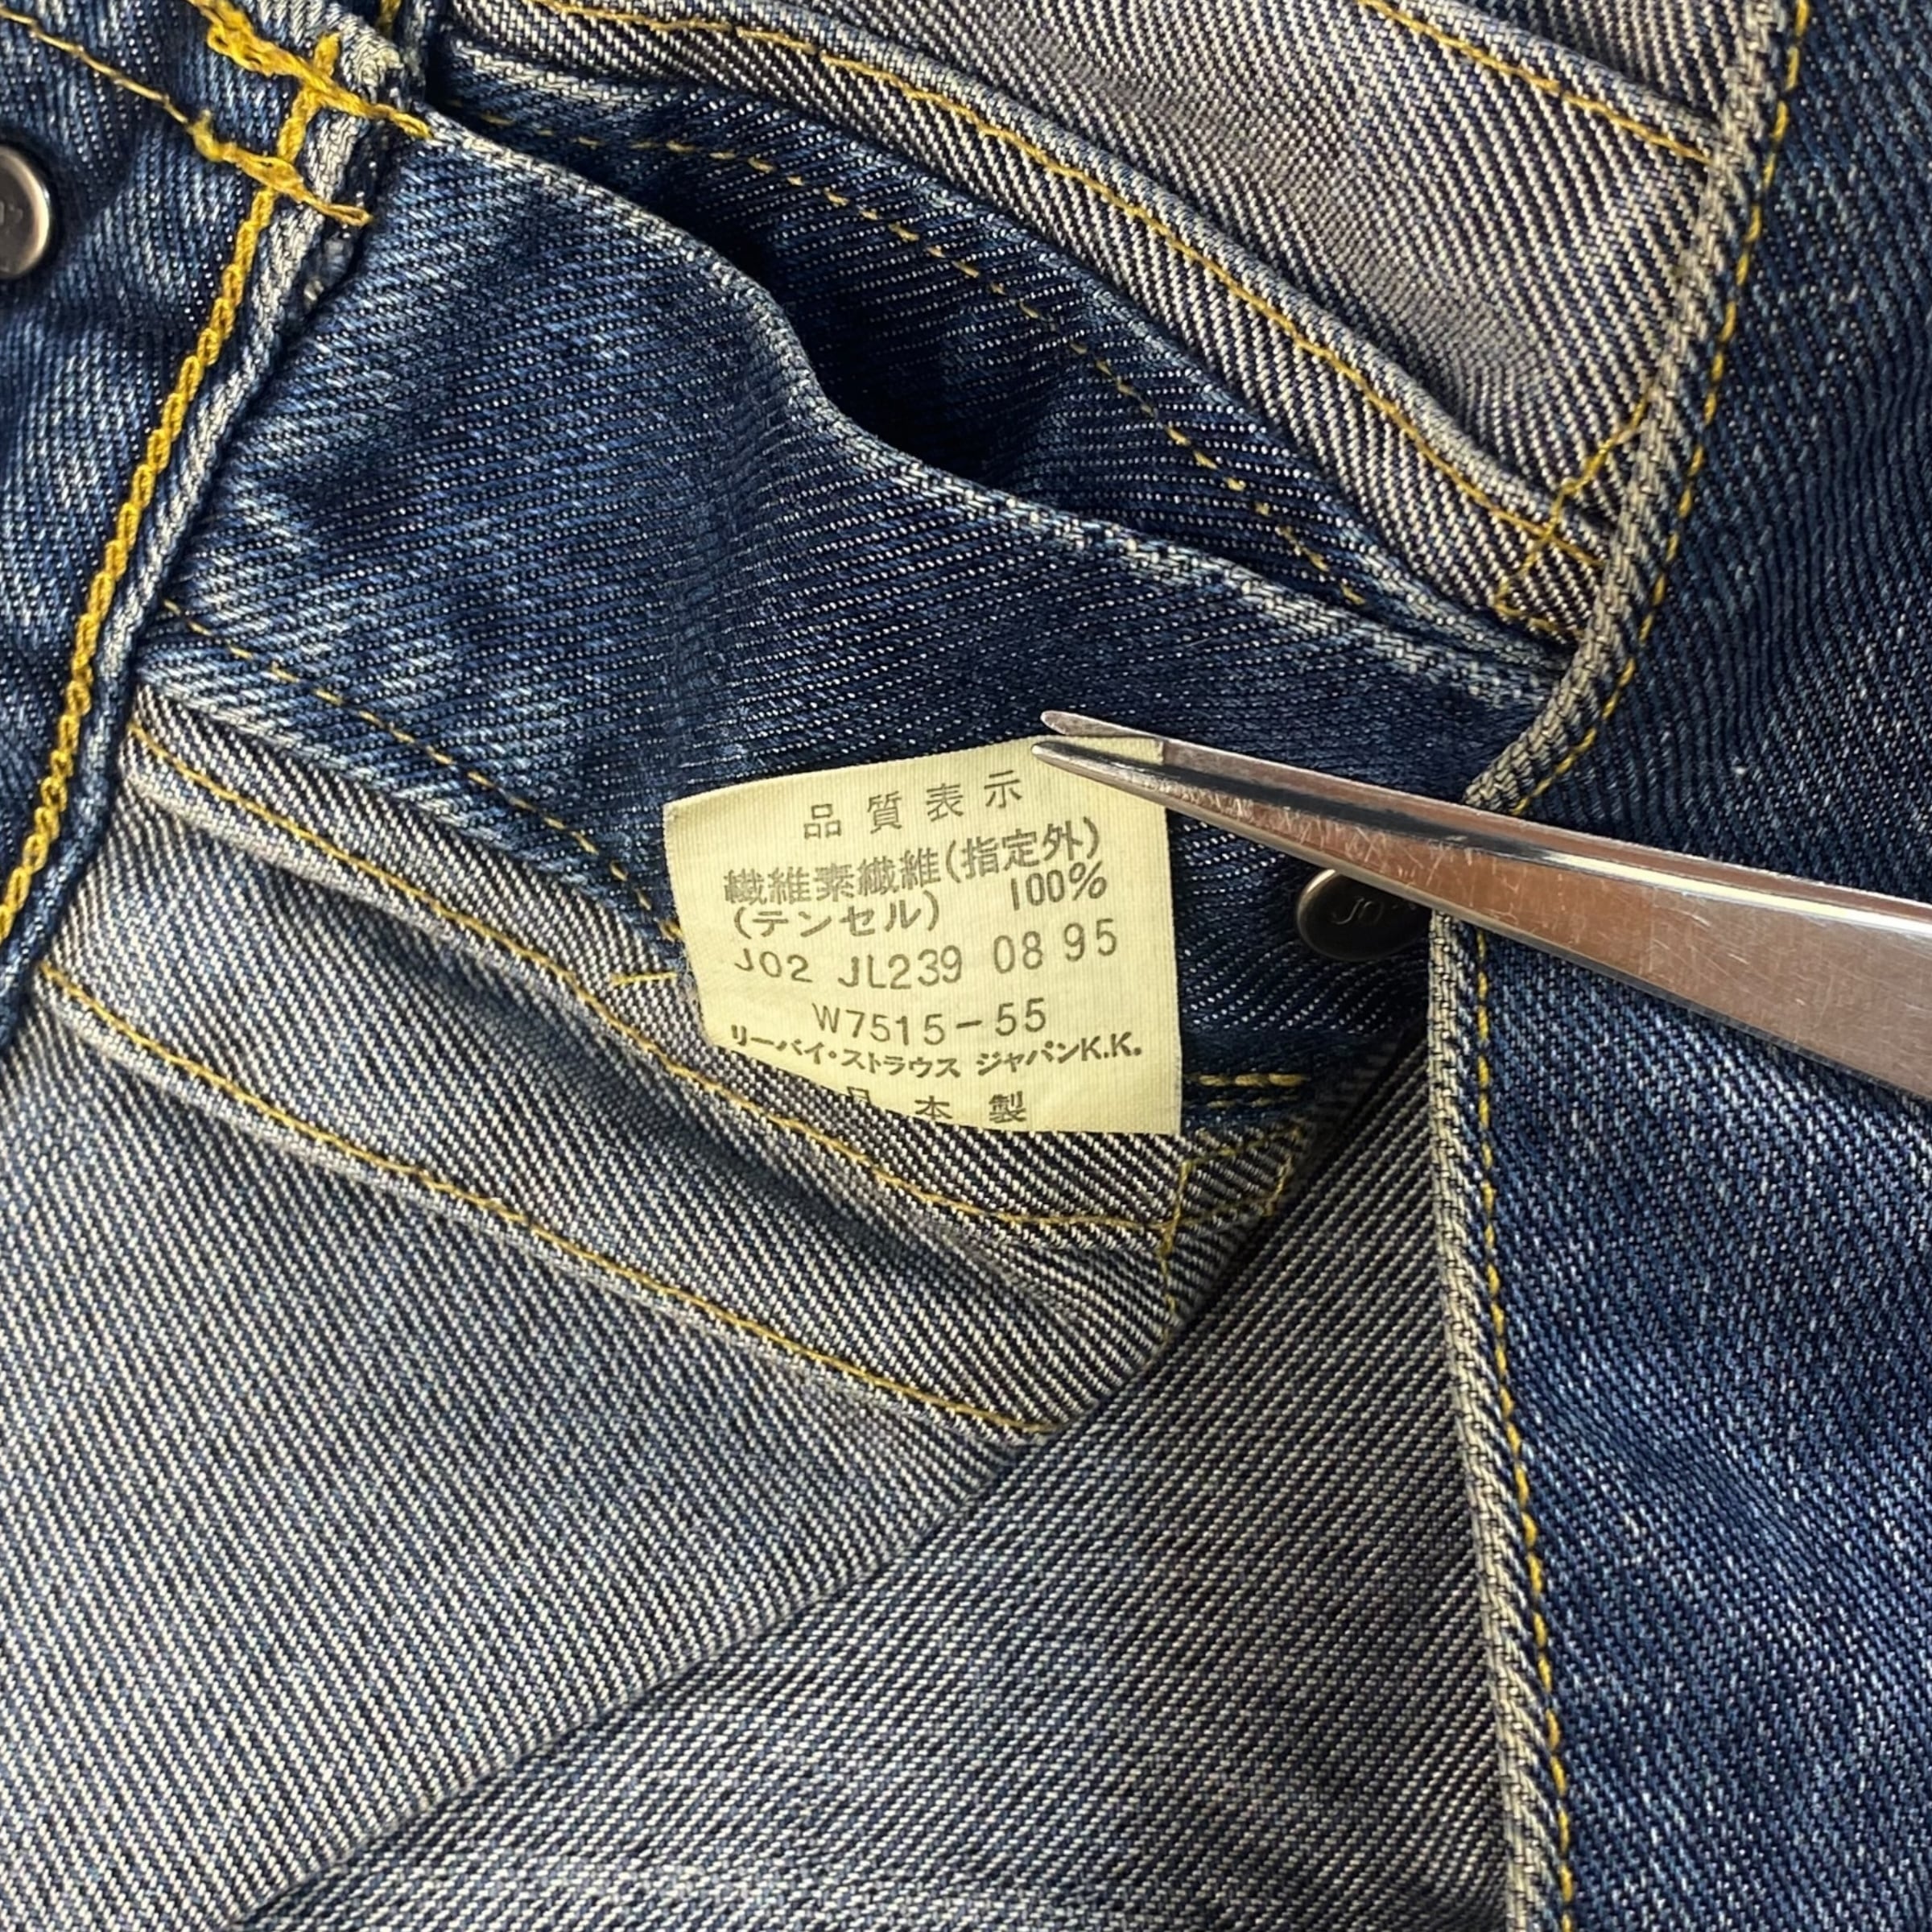 品質表示
繊維素繊維(指定外)
(テンセル) 100%
J02 JL239 08 95
W7515-55
リーバイ・ストラウス ジャパンK.K.
日本製